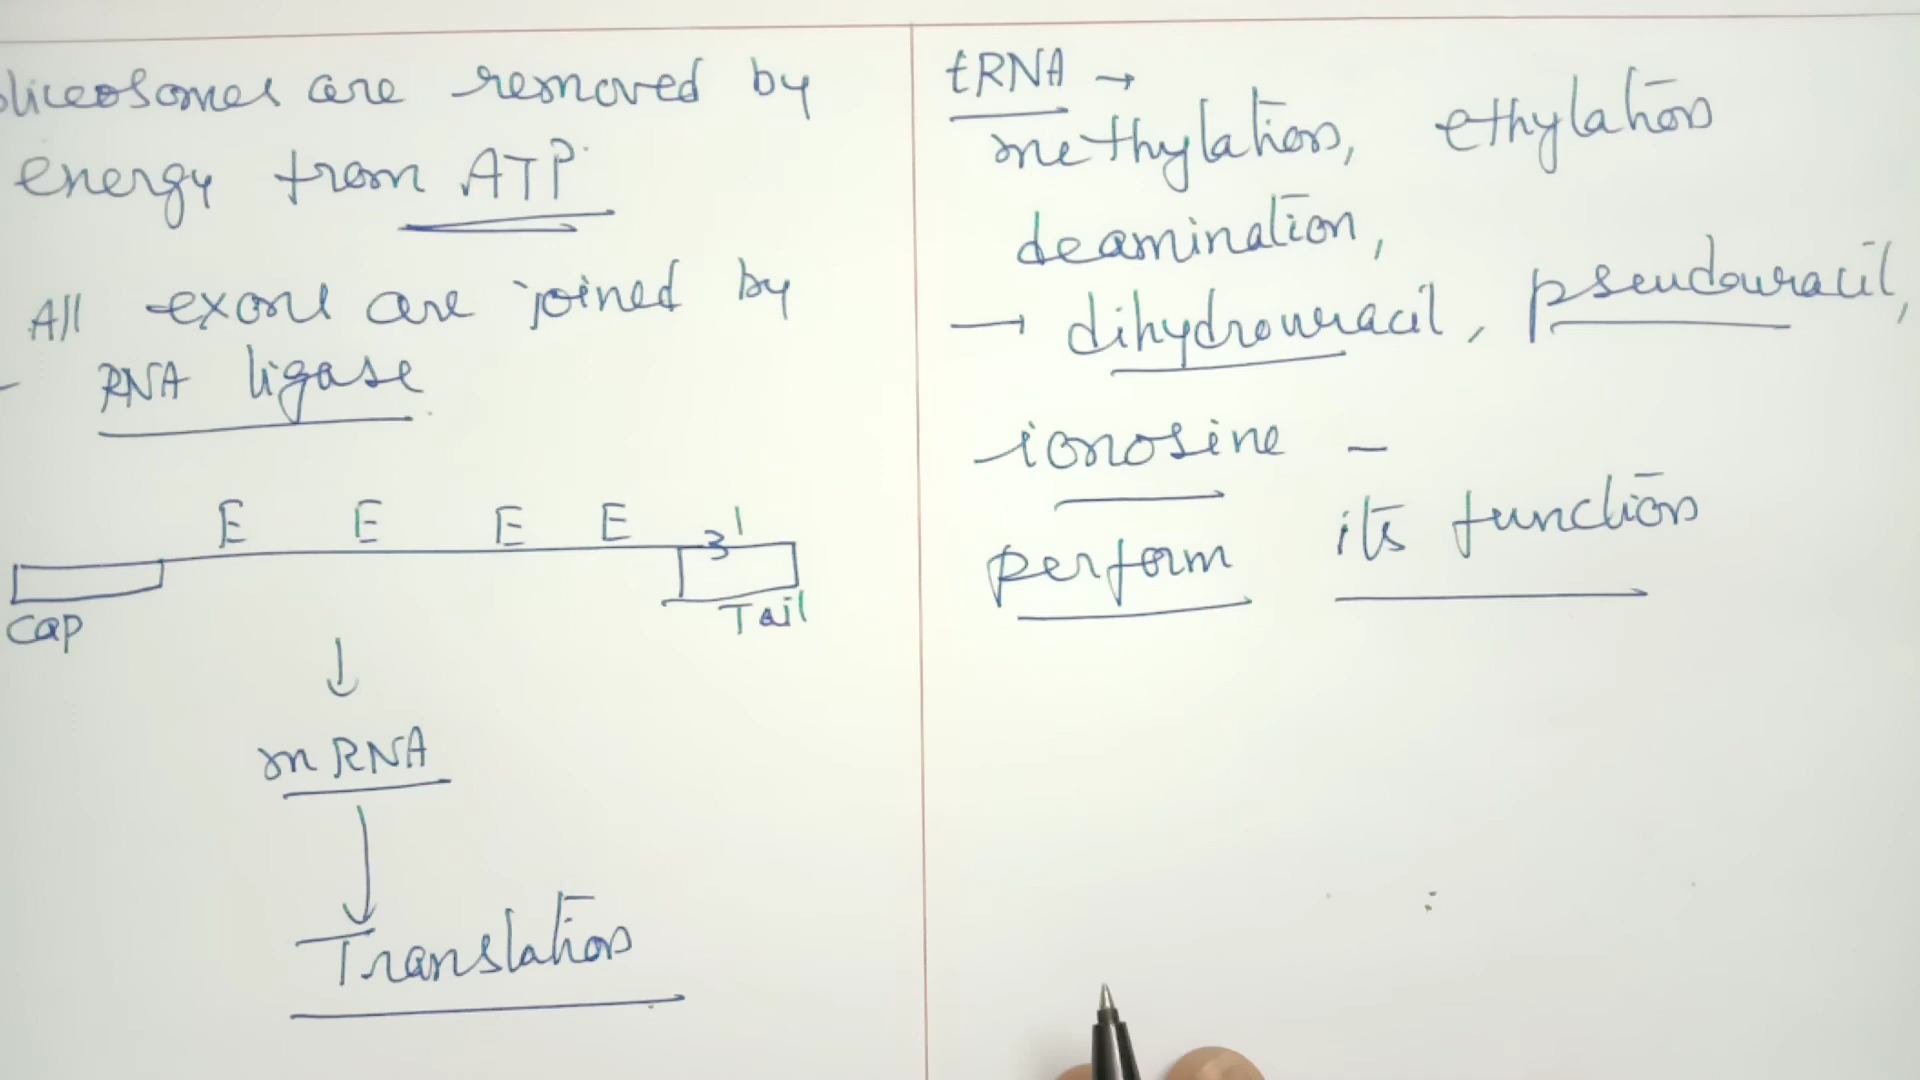 pliceosomes are removed by
energy from ATP
All exons are joined by
RNA ligase
E E E E 3'
Cap
Tail
mRNA
Translation
tRNA →
methylation, ethylation
deamination,
→ dihydrouracil, pseudouracil,
ionosine -
perform its function